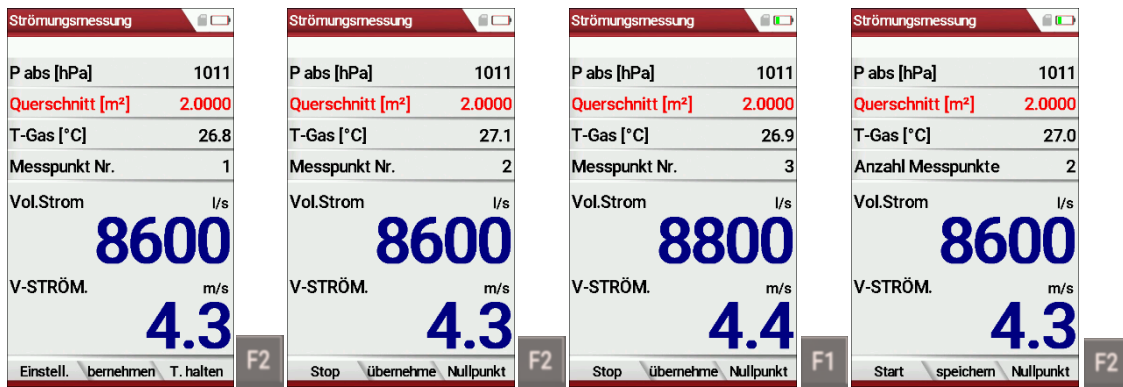 Strömungsmessung
P abs [hPa] 1011
Querschnitt [m²] 2.0000
T-Gas [°C] 26.8
Messpunkt Nr. 1
Vol.Strom l/s
8600
V-STRÖM. m/s
4.3
Einstell. bernehmen T. halten
F2
Strömungsmessung
P abs [hPa] 1011
Querschnitt [m²] 2.0000
T-Gas [°C] 27.1
Messpunkt Nr. 2
Vol.Strom l/s
8600
V-STRÖM. m/s
4.3
Stop übernehme Nullpunkt
F2
Strömungsmessung
P abs [hPa] 1011
Querschnitt [m²] 2.0000
T-Gas [°C] 26.9
Messpunkt Nr. 3
Vol.Strom l/s
8800
V-STRÖM. m/s
4.4
Stop übernehme Nullpunkt
F1
Strömungsmessung
P abs [hPa] 1011
Querschnitt [m²] 2.0000
T-Gas [°C] 27.0
Anzahl Messpunkte 2
Vol.Strom l/s
8600
V-STRÖM. m/s
4.3
Start speichern Nullpunkt
F2